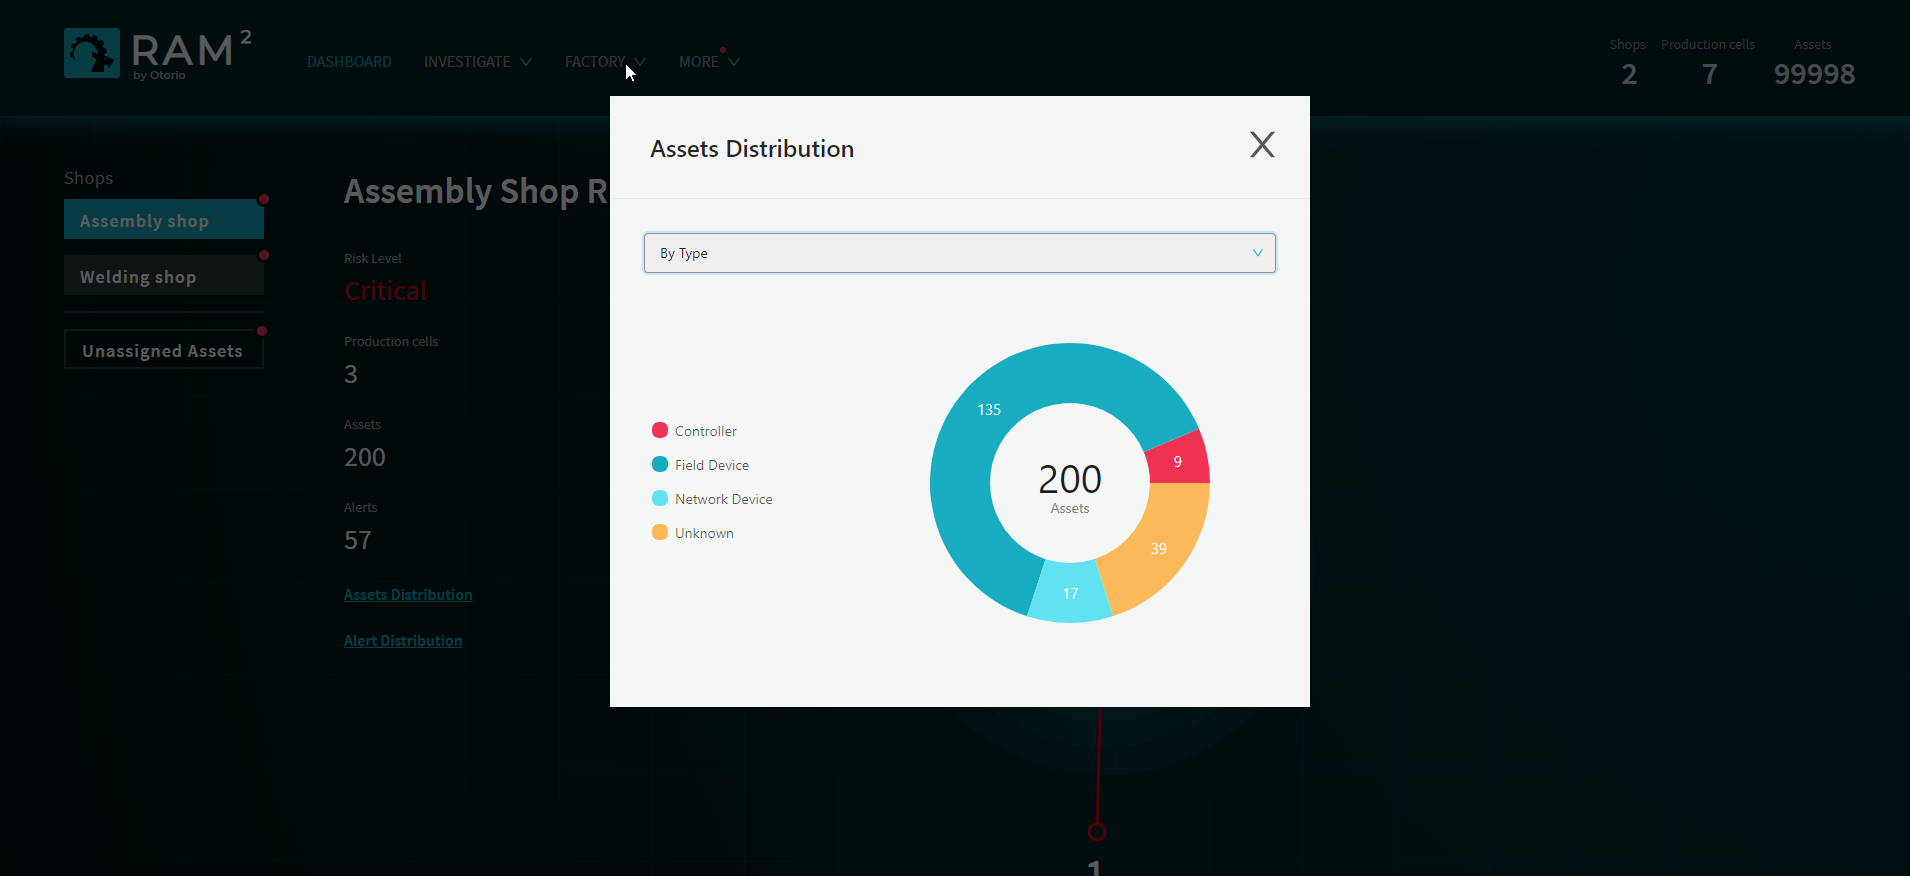 RAM²
by Otorio
DASHBOARD INVESTIGATE FACTORY MORE
Shops Production cells Assets
2 7 99998
Shops
Assembly shop
Welding shop
Unassigned Assets
Assembly Shop R
Risk Level
Critical
Production cells
3
Assets
200
Alerts
57
Assets Distribution
Alert Distribution
Assets Distribution
X
By Type
Controller
Field Device
Network Device
Unknown
135
9
200
Assets
39
17
1